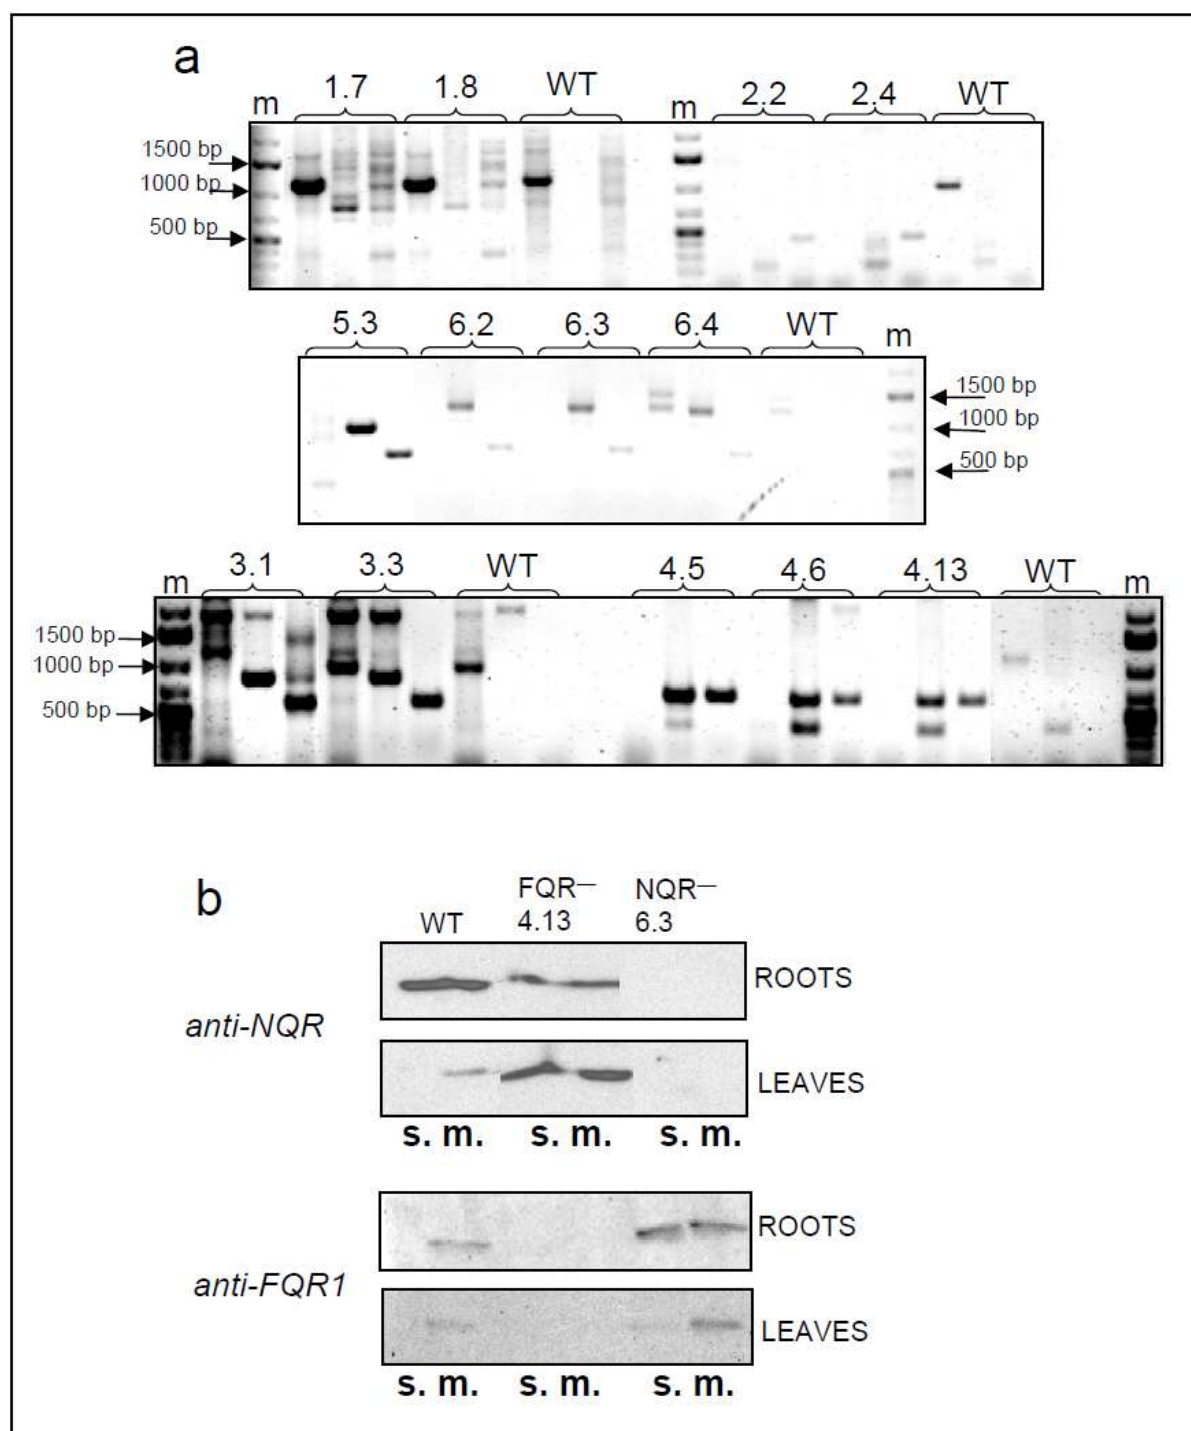 a
m 1.7 1.8 WT m 2.2 2.4 WT
1500 bp
1000 bp
500 bp
5.3 6.2 6.3 6.4 WT m
1500 bp
1000 bp
500 bp
m 3.1 3.3 WT 4.5 4.6 4.13 WT m
1500 bp
1000 bp
500 bp
b
WT FQR— 4.13 NQR— 6.3
anti-NQR
ROOTS
LEAVES
s. m. s. m. s. m.
anti-FQR1
ROOTS
LEAVES
s. m. s. m. s. m.